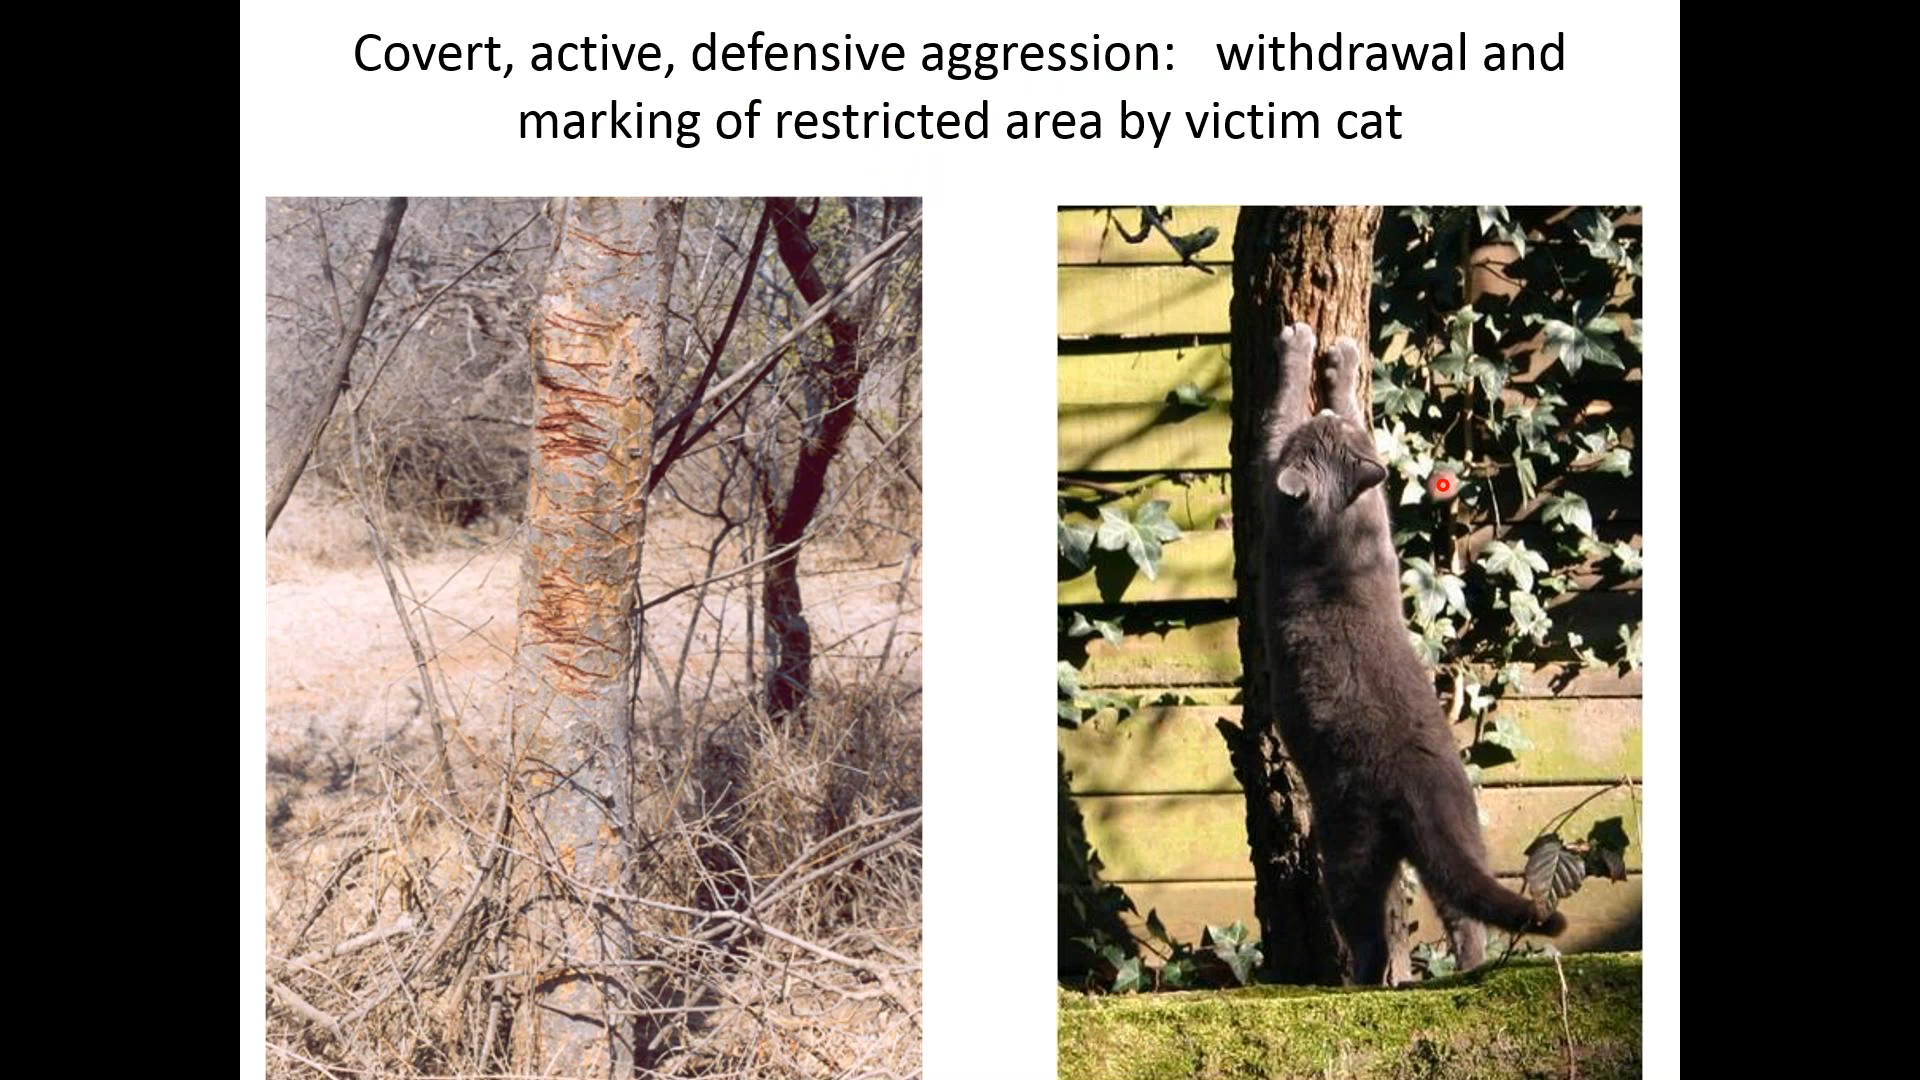 Covert, active, defensive aggression:   withdrawal and
marking of restricted area by victim cat